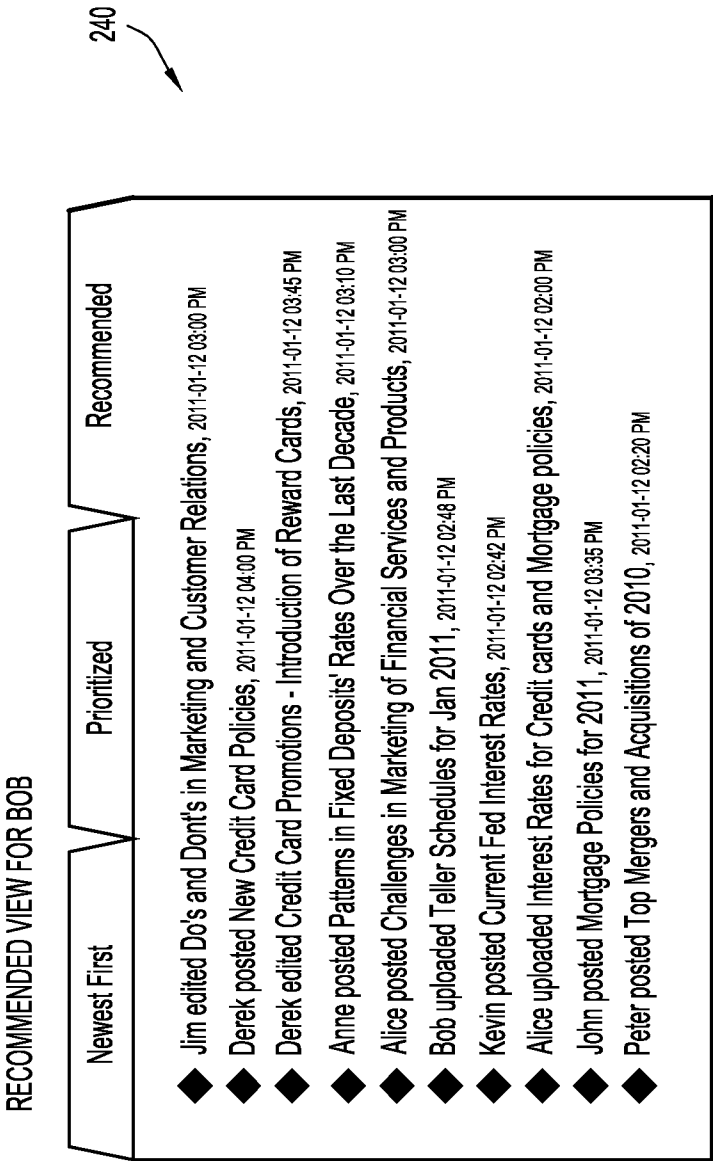 240
RECOMMENDED VIEW FOR BOB
Newest First
Prioritized
Recommended
Jim edited Do's and Dont's in Marketing and Customer Relations, 2011-01-12 03:00 PM
Derek posted New Credit Card Policies, 2011-01-12 04:00 PM
Derek edited Credit Card Promotions - Introduction of Reward Cards, 2011-01-12 03:45 PM
Anne posted Patterns in Fixed Deposits' Rates Over the Last Decade, 2011-01-12 03:10 PM
Alice posted Challenges in Marketing of Financial Services and Products, 2011-01-12 03:00 PM
Bob uploaded Teller Schedules for Jan 2011, 2011-01-12 02:48 PM
Kevin posted Current Fed Interest Rates, 2011-01-12 02:42 PM
Alice uploaded Interest Rates for Credit cards and Mortgage policies, 2011-01-12 02:00 PM
John posted Mortgage Policies for 2011, 2011-01-12 03:35 PM
Peter posted Top Mergers and Acquisitions of 2010, 2011-01-12 02:20 PM